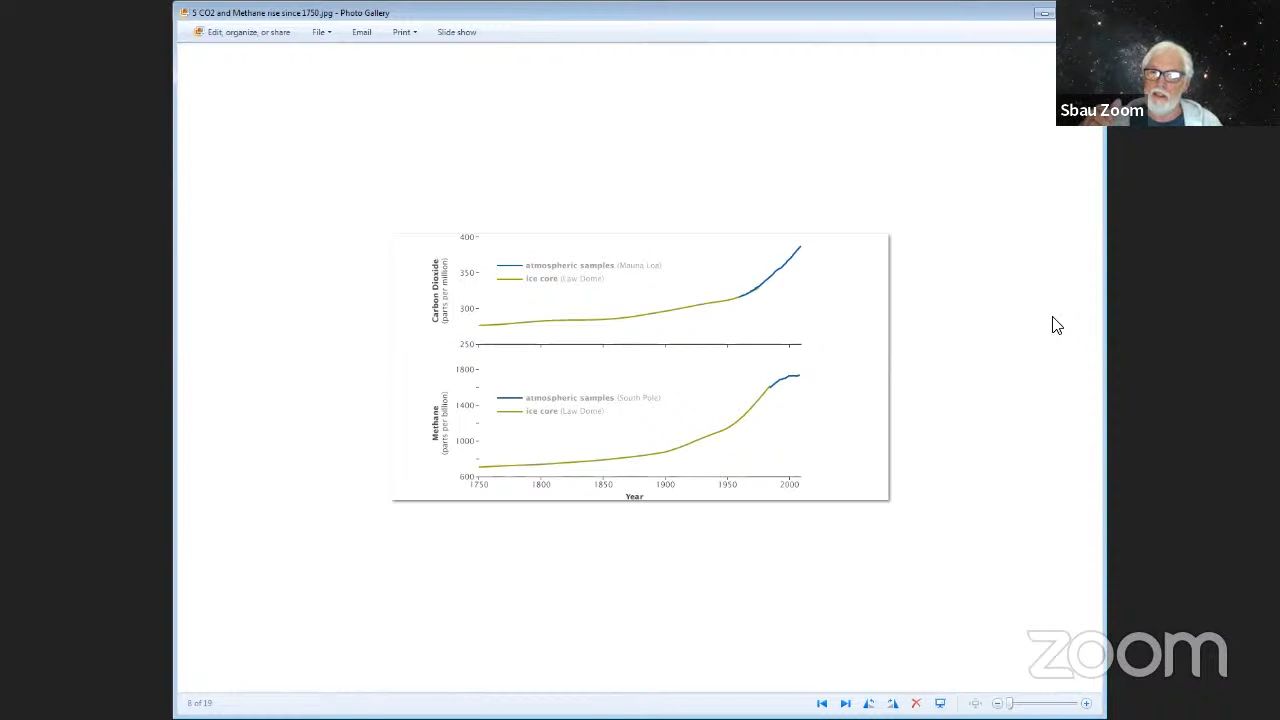 5 CO2 and Methane rise since 1750.jpg - Photo Gallery
Edit, organize, or share File Email Print Slide show
Sbau Zoom
400
350
300
250
Carbon Dioxide
(parts per million)
atmospheric samples (Mauna Loa)
ice core (Law Dome)
1800
1400
1000
600
Methane
(parts per billion)
atmospheric samples (South Pole)
ice core (Law Dome)
1750 1800 1850 1900 1950 2000
Year
zoom
8 of 19